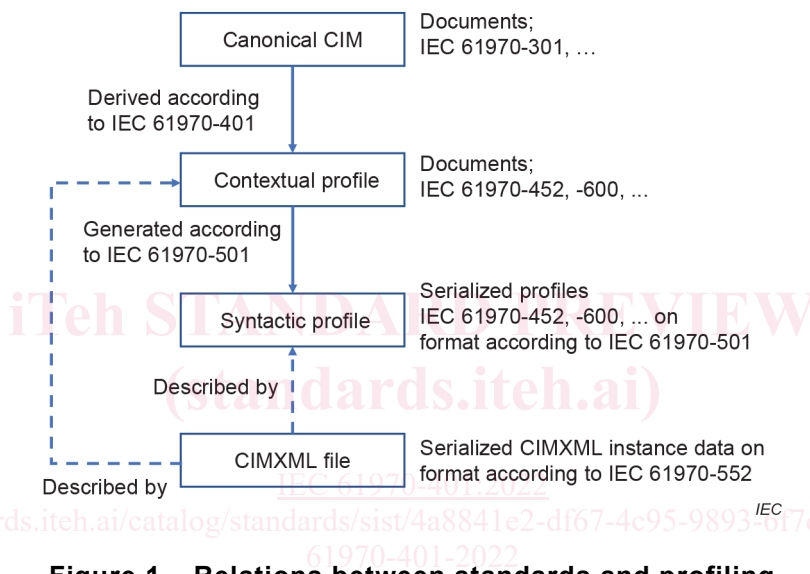 Canonical CIM
Documents;
IEC 61970-301, ...
Derived according
to IEC 61970-401
Contextual profile
Documents;
IEC 61970-452, -600, ...
Generated according
to IEC 61970-501
Syntactic profile
Serialized profiles
IEC 61970-452, -600, ... on
format according to IEC 61970-501
iTeh STANDARD PREVIEW
(standards.iteh.ai)
Described by
CIMXML file
Serialized CIMXML instance data on
format according to IEC 61970-552
Described by
IEC 61970-401:2022
IEC
rds.iteh.ai/catalog/standards/sist/4a8841e2-df67-4c95-9893-6f7
61970-401-2022
Figure 1 – Relations between standards and profiling